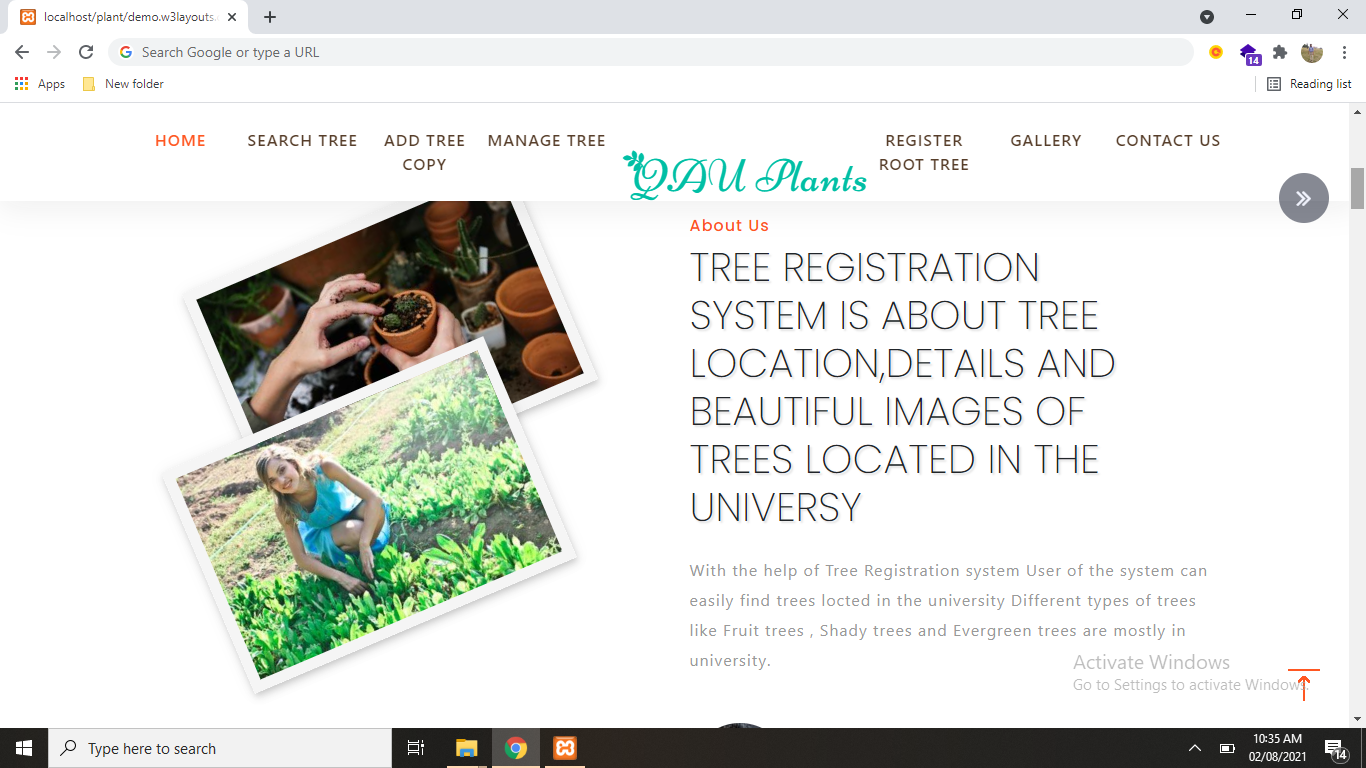 localhost/plant/demo.w3layouts.
Search Google or type a URL
14
Apps
New folder
Reading list
HOME
SEARCH TREE
ADD TREE
COPY
MANAGE TREE
QAU Plants
REGISTER
ROOT TREE
GALLERY
CONTACT US
About Us
TREE REGISTRATION
SYSTEM IS ABOUT TREE
LOCATION,DETAILS AND
BEAUTIFUL IMAGES OF
TREES LOCATED IN THE
UNIVERSY
With the help of Tree Registration system User of the system can
easily find trees locted in the university Different types of trees
like Fruit trees , Shady trees and Evergreen trees are mostly in
university.
Activate Windows
Go to Settings to activate Windows.
Type here to search
10:35 AM
02/08/2021
14